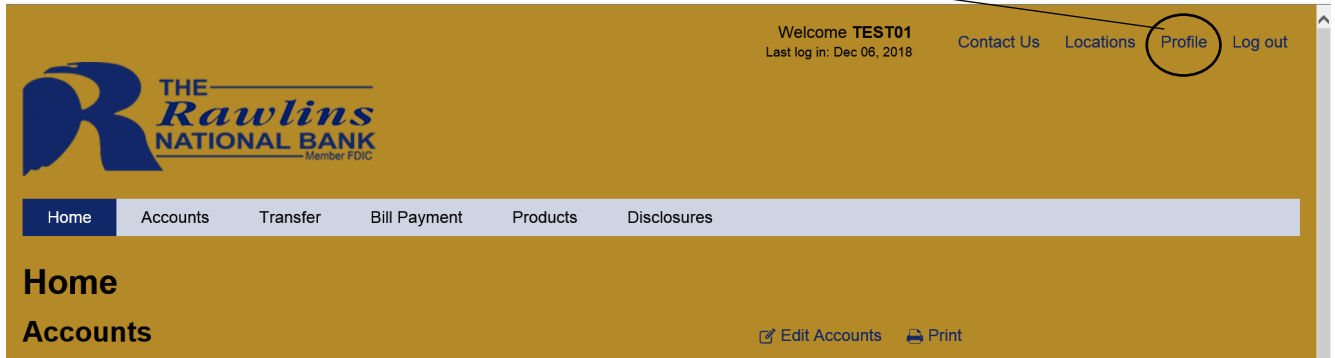 Welcome TEST01
Last log in: Dec 06, 2018
Contact Us Locations Profile Log out
THE
Rawlins
NATIONAL BANK
Member FDIC
Home Accounts Transfer Bill Payment Products Disclosures
Home
Accounts
Edit Accounts Print